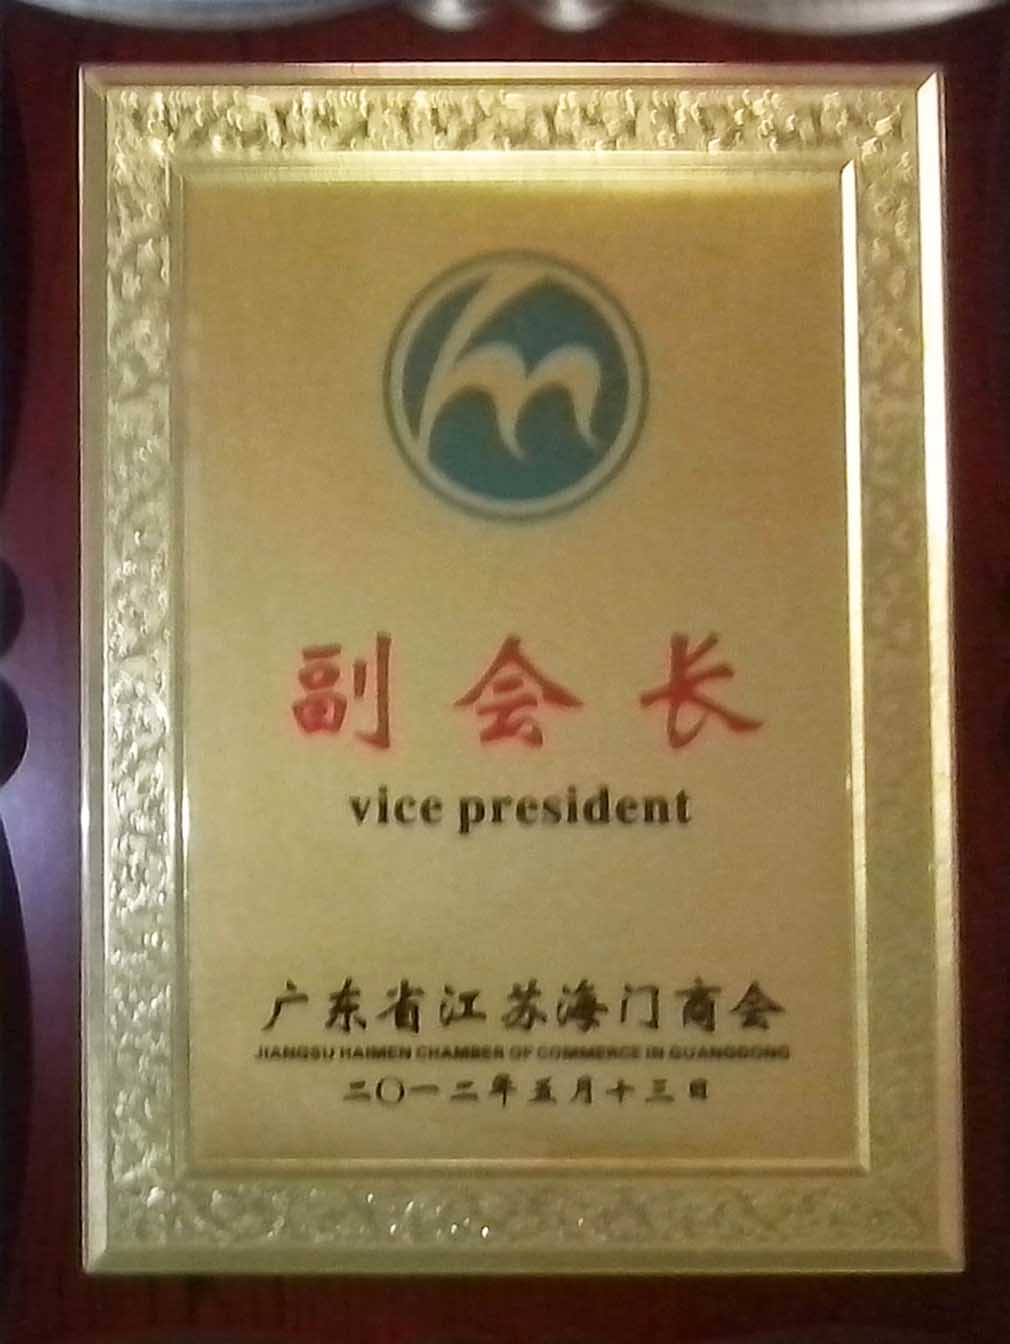 副会长
vice president
广东省江苏海门商会
JIANGSU HAIMEN CHAMBER OF COMMERCE IN GUANGDONG
二〇一二年五月十三日